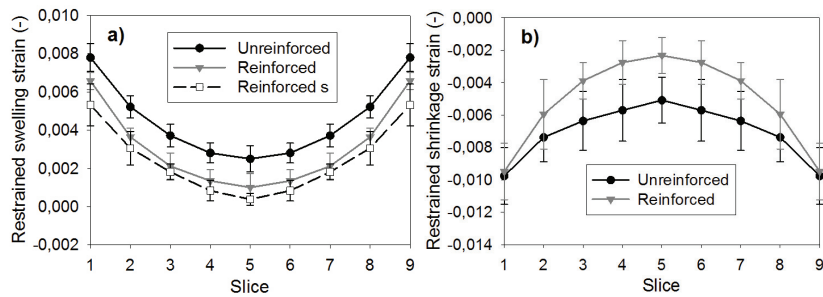 a)
Restrained swelling strain (-)
0,010
0,008
0,006
0,004
0,002
0,000
-0,002
Unreinforced
Reinforced
Reinforced s
1 2 3 4 5 6 7 8 9
Slice
b)
Restrained shrinkage strain (-)
0,000
-0,002
-0,004
-0,006
-0,008
-0,010
-0,012
-0,014
Unreinforced
Reinforced
1 2 3 4 5 6 7 8 9
Slice